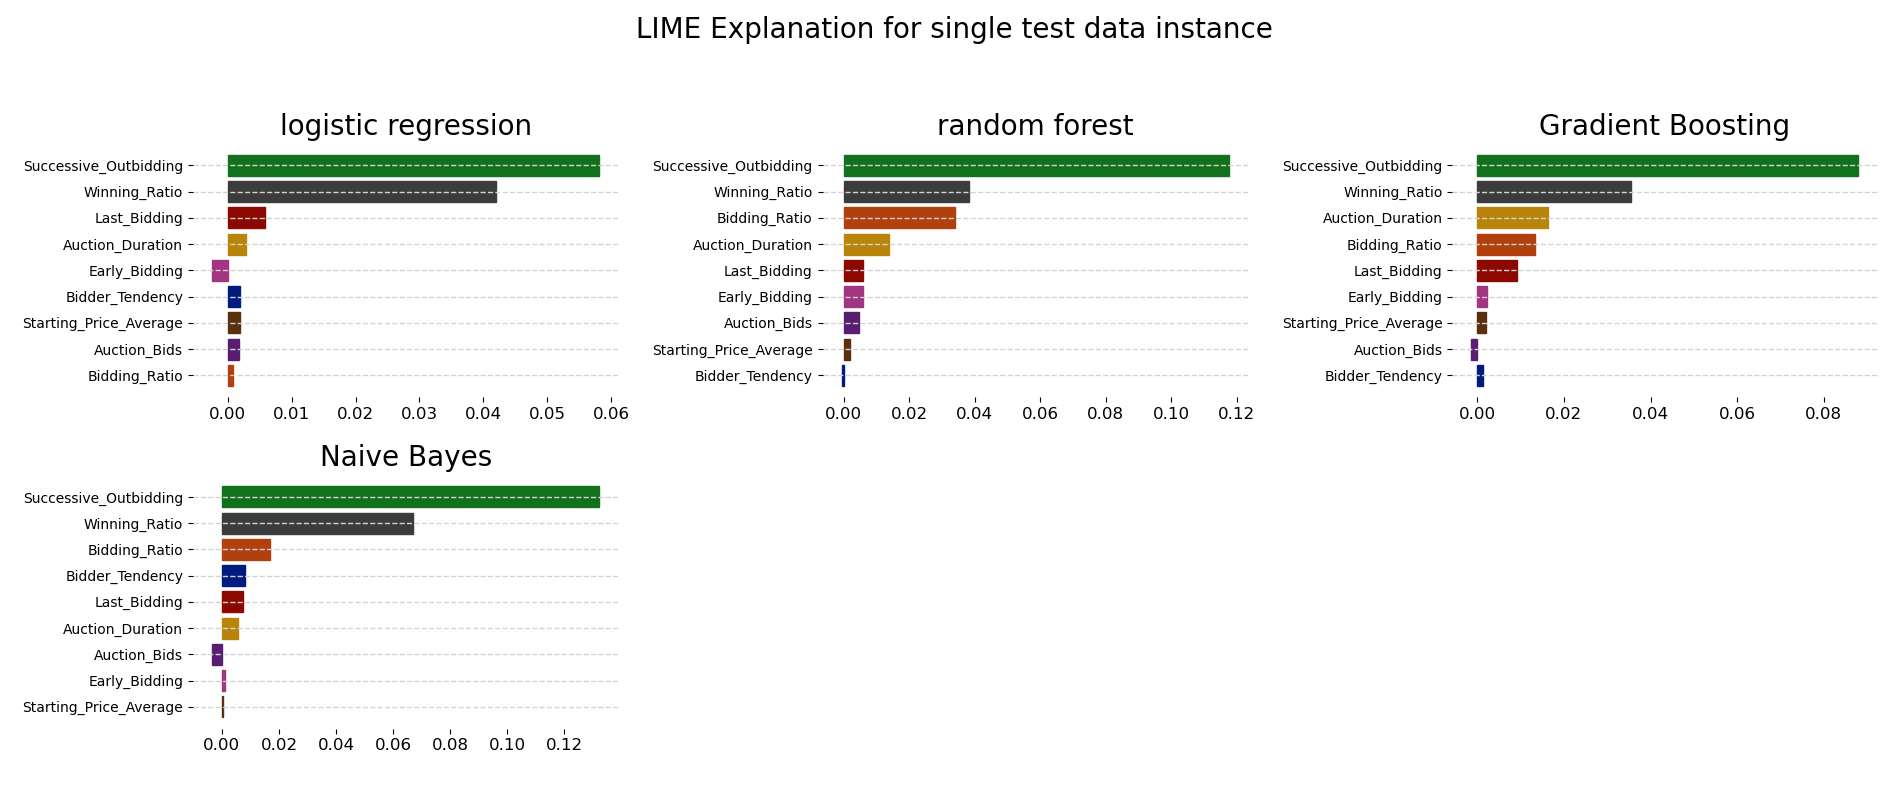 LIME Explanation for single test data instance
logistic regression
Successive_Outbidding
Winning_Ratio
Last_Bidding
Auction_Duration
Early_Bidding
Bidder_Tendency
Starting_Price_Average
Auction_Bids
Bidding_Ratio
0.00 0.01 0.02 0.03 0.04 0.05 0.06
random forest
Successive_Outbidding
Winning_Ratio
Bidding_Ratio
Auction_Duration
Last_Bidding
Early_Bidding
Auction_Bids
Starting_Price_Average
Bidder_Tendency
0.00 0.02 0.04 0.06 0.08 0.10 0.12
Gradient Boosting
Successive_Outbidding
Winning_Ratio
Auction_Duration
Bidding_Ratio
Last_Bidding
Early_Bidding
Starting_Price_Average
Auction_Bids
Bidder_Tendency
0.00 0.02 0.04 0.06 0.08
Naive Bayes
Successive_Outbidding
Winning_Ratio
Bidding_Ratio
Bidder_Tendency
Last_Bidding
Auction_Duration
Auction_Bids
Early_Bidding
Starting_Price_Average
0.00 0.02 0.04 0.06 0.08 0.10 0.12